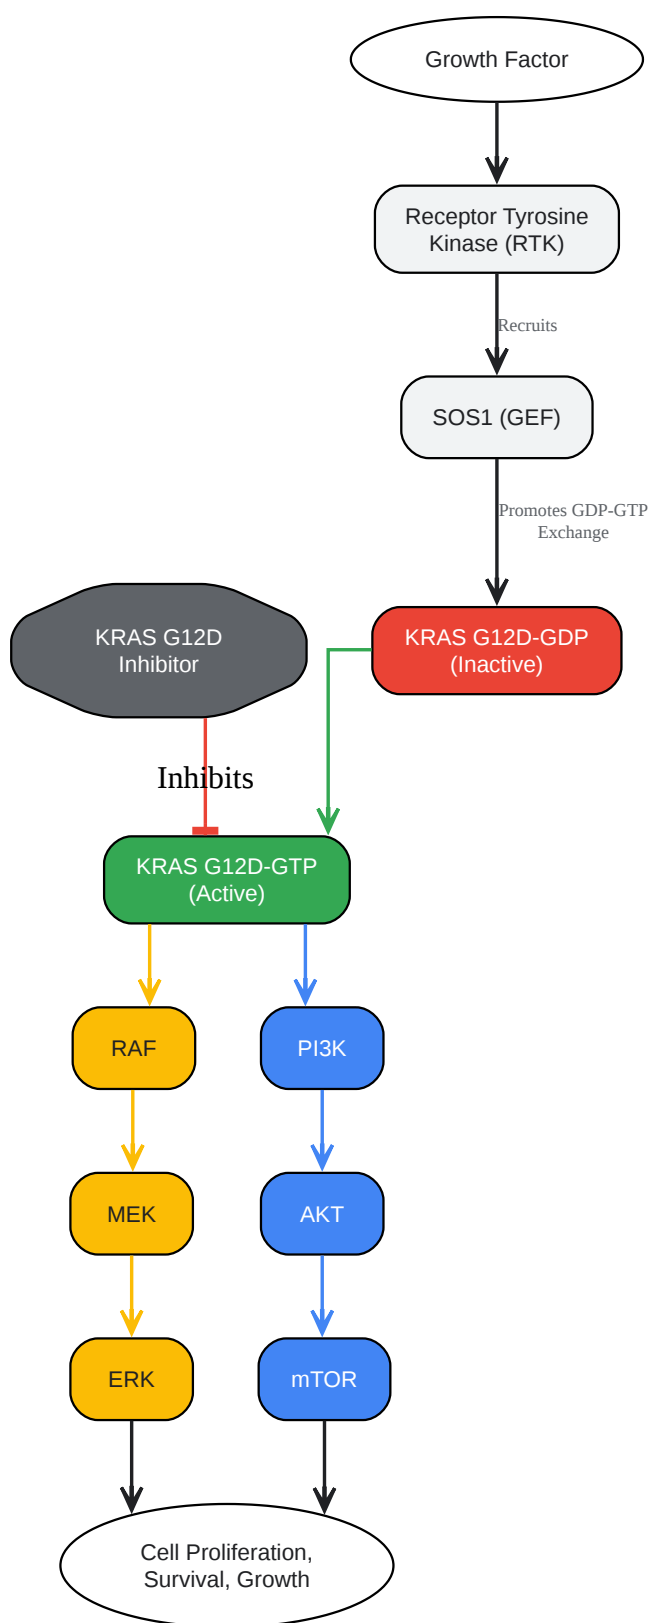 Growth Factor
Receptor Tyrosine
Kinase (RTK)
Recruits
SOS1 (GEF)
Promotes GDP-GTP
Exchange
KRAS G12D
Inhibitor
KRAS G12D-GDP
(Inactive)
Inhibits
KRAS G12D-GTP
(Active)
RAF
PI3K
MEK
AKT
ERK
mTOR
Cell Proliferation,
Survival, Growth